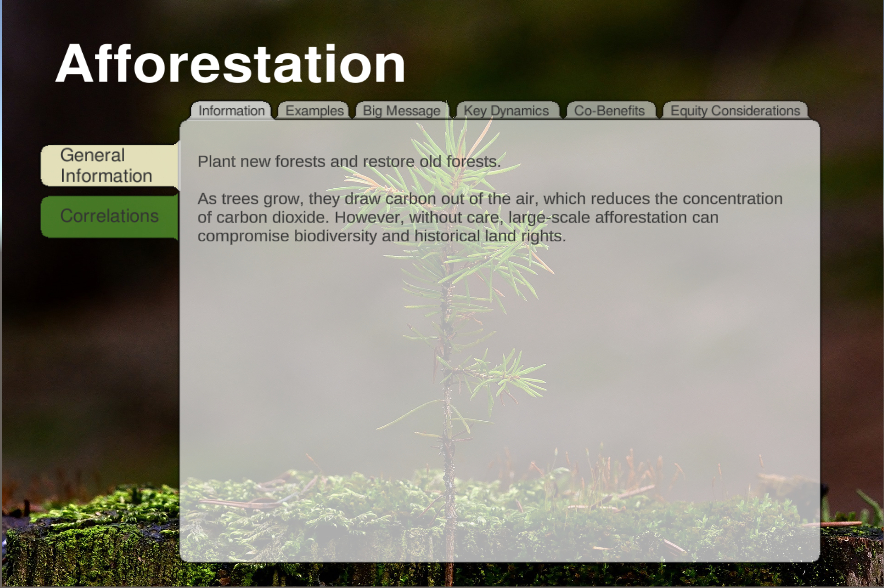 Afforestation
Information Examples Big Message Key Dynamics Co-Benefits Equity Considerations
General
Information
Correlations
Plant new forests and restore old forests.
As trees grow, they draw carbon out of the air, which reduces the concentration
of carbon dioxide. However, without care, large-scale afforestation can
compromise biodiversity and historical land rights.